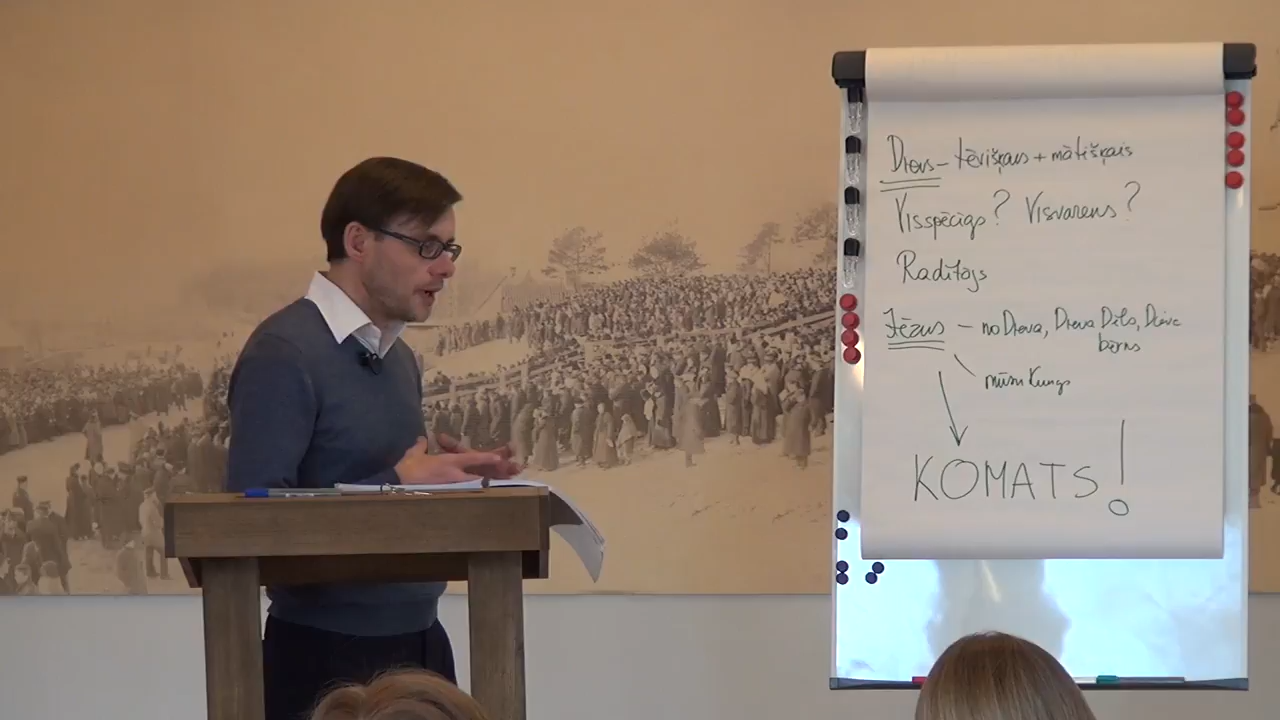 Dievs – tēvišķais + mātišķais
Visspēcīgs? Visvarens?
Radītājs
Jēzus – no Dieva, Dieva Dēls, Dieva
bērns
mūsu Kungs
KOMATS!